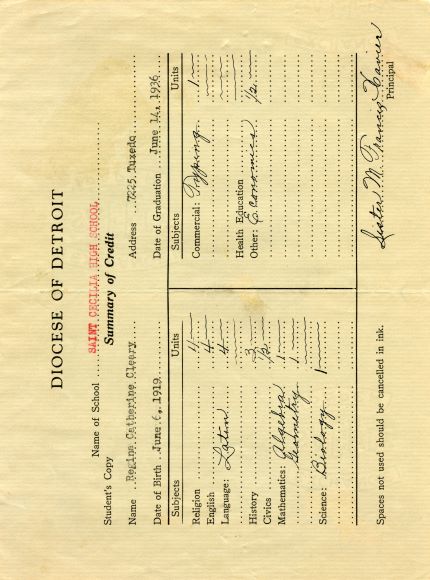 DIOCESE OF DETROIT
Name of School SAINT CECILIA HIGH SCHOOL
Student's Copy Summary of Credit
Name Regina Catherine Cleary Address 7225 Tuxedo
Date of Birth June 6, 1919 Date of Graduation June 14, 1936
Subjects Units Subjects Units
Religion 4 Commercial: Typing 1
English 4
Language: Latin 4
Health Education
History 3 Other: Economics 1/2
Civics 1/2
Mathematics: Algebra 1
Geometry 1
Science: Biology 1
Spaces not used should be cancelled in ink. Sister M. Francis Xavier
Principal